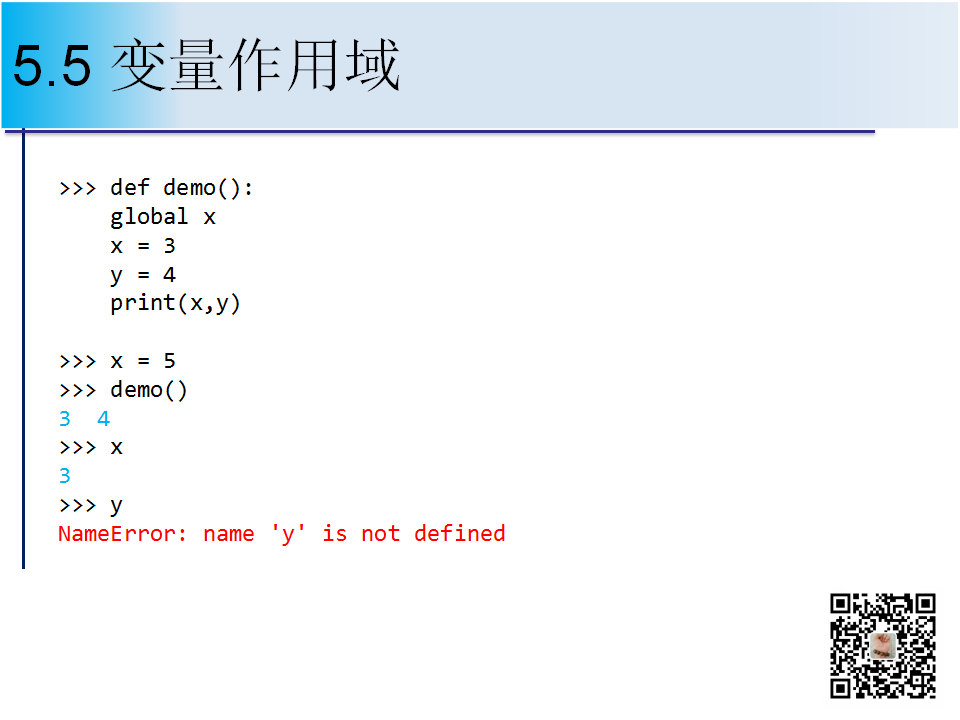 5.5 变量作用域
>>> def demo():
    global x
    x = 3
    y = 4
    print(x,y)
>>> x = 5
>>> demo()
3  4
>>> x
3
>>> y
NameError: name 'y' is not defined